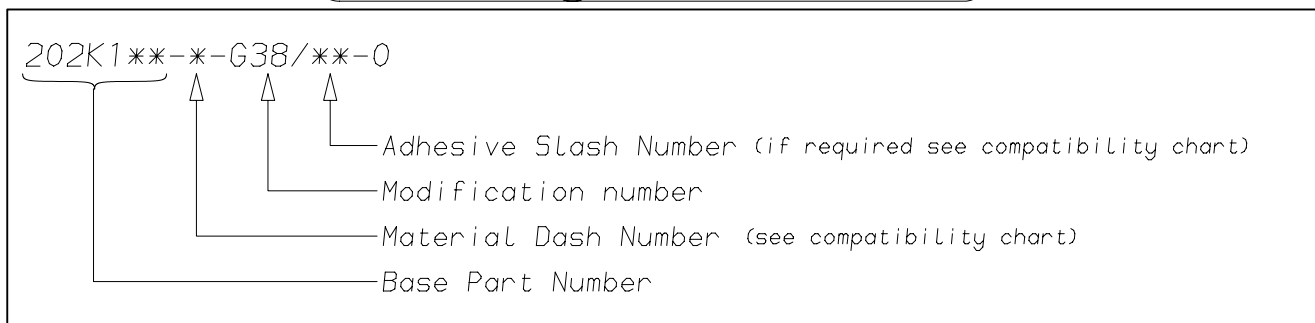 202K1**-*-G38/**-0
Adhesive Slash Number (if required see compatibility chart)
Modification number
Material Dash Number (see compatibility chart)
Base Part Number